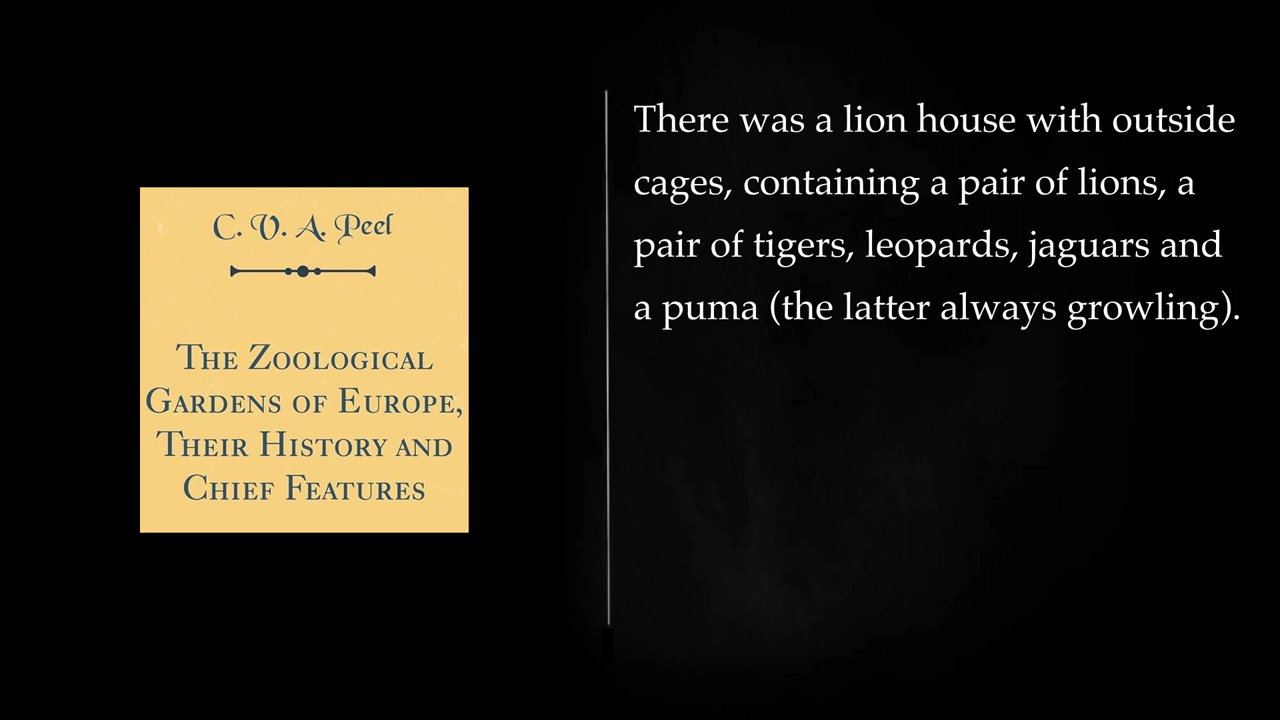 C. V. A. Peel
The Zoological
Gardens of Europe,
Their History and
Chief Features
There was a lion house with outside
cages, containing a pair of lions, a
pair of tigers, leopards, jaguars and
a puma (the latter always growling).